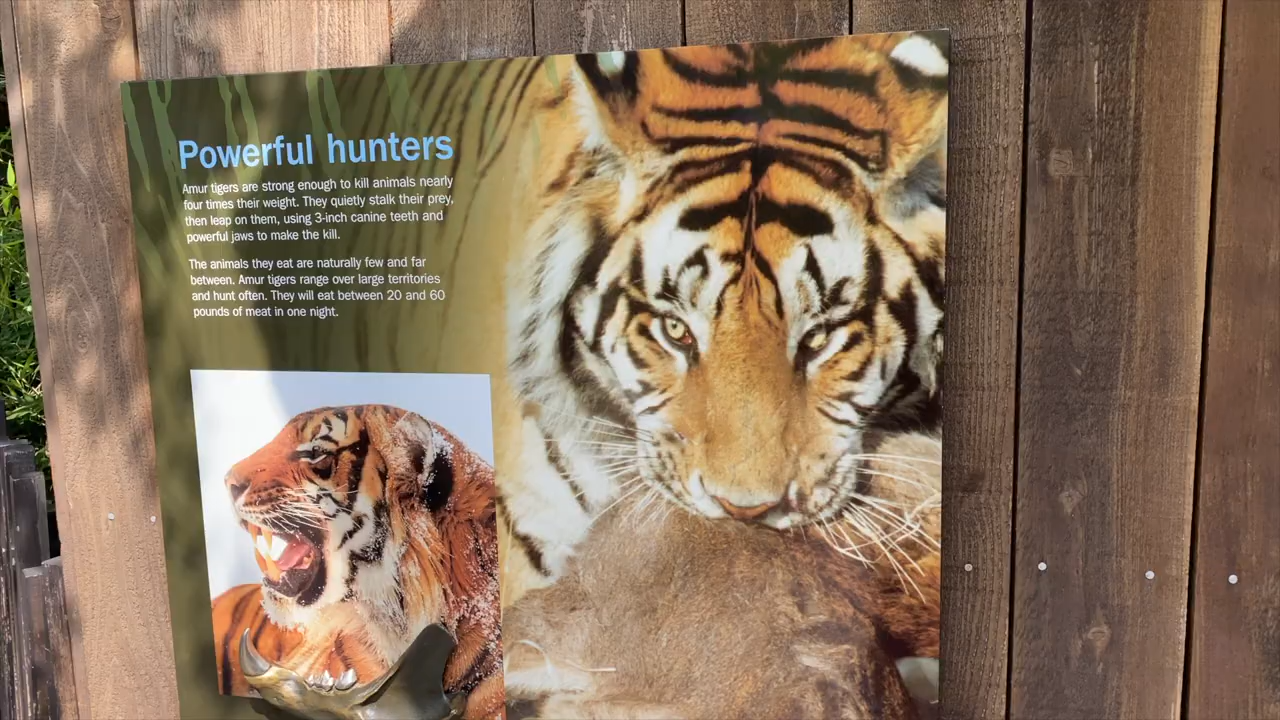 Powerful hunters
Amur tigers are strong enough to kill animals nearly
four times their weight. They quietly stalk their prey,
then leap on them, using 3-inch canine teeth and
powerful jaws to make the kill.
The animals they eat are naturally few and far
between. Amur tigers range over large territories
and hunt often. They will eat between 20 and 60
pounds of meat in one night.